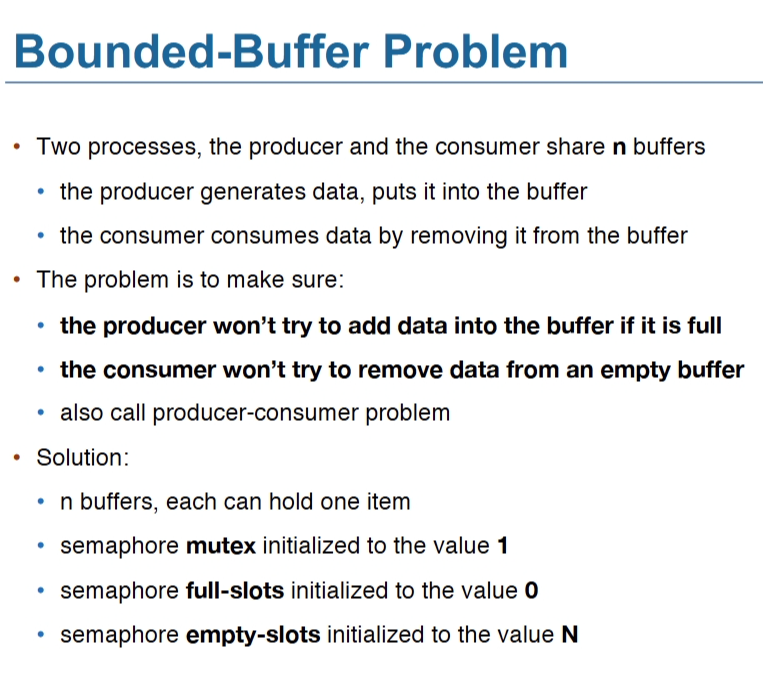 Bounded-Buffer Problem
• Two processes, the producer and the consumer share n buffers
• the producer generates data, puts it into the buffer
• the consumer consumes data by removing it from the buffer
• The problem is to make sure:
• the producer won’t try to add data into the buffer if it is full
• the consumer won’t try to remove data from an empty buffer
• also call producer-consumer problem
• Solution:
• n buffers, each can hold one item
• semaphore mutex initialized to the value 1
• semaphore full-slots initialized to the value 0
• semaphore empty-slots initialized to the value N